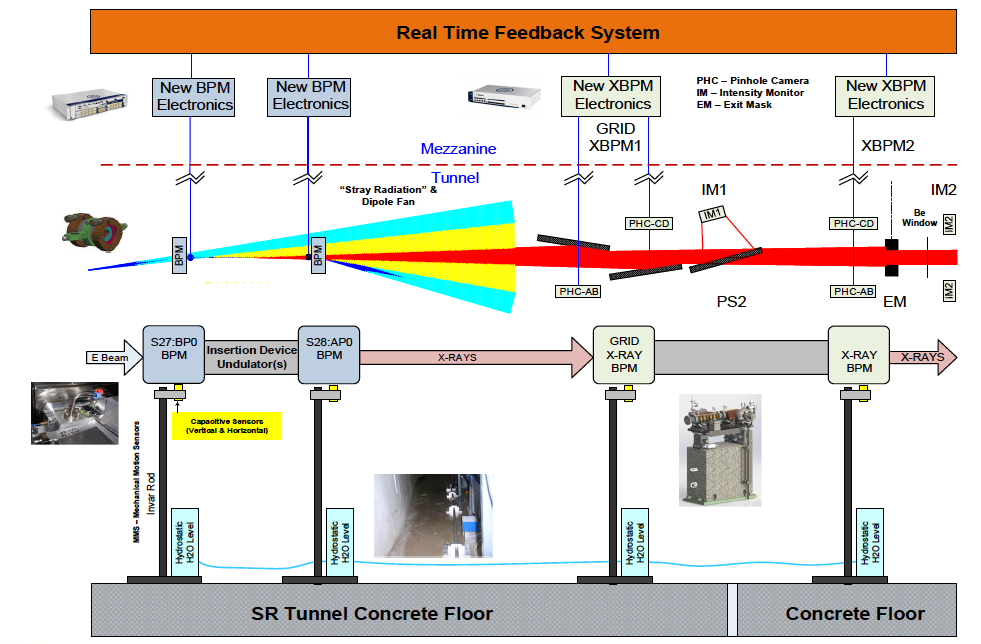 Real Time Feedback System
New BPM
Electronics
New BPM
Electronics
New XBPM
Electronics
PHC – Pinhole Camera
IM – Intensity Monitor
EM – Exit Mask
New XBPM
Electronics
GRID
XBPM1
XBPM2
Mezzanine
Tunnel
“Stray Radiation” &
Dipole Fan
IM1
IM2
BPM
BPM
PHC-CD
IM1
PHC-CD
Be
Window
IM2
PHC-AB
PS2
PHC-AB
EM
IM2
E Beam
S27:BP0
BPM
Insertion Device
Undulator(s)
S28:AP0
BPM
X-RAYS
GRID
X-RAY
BPM
X-RAY
BPM
X-RAYS
Capacitive Sensors
(Vertical & Horizontal)
MMS – Mechanical Motion Sensors
Invar Rod
Hydrostatic
H2O Level
Hydrostatic
H2O Level
Hydrostatic
H2O Level
Hydrostatic
H2O Level
SR Tunnel Concrete Floor
Concrete Floor